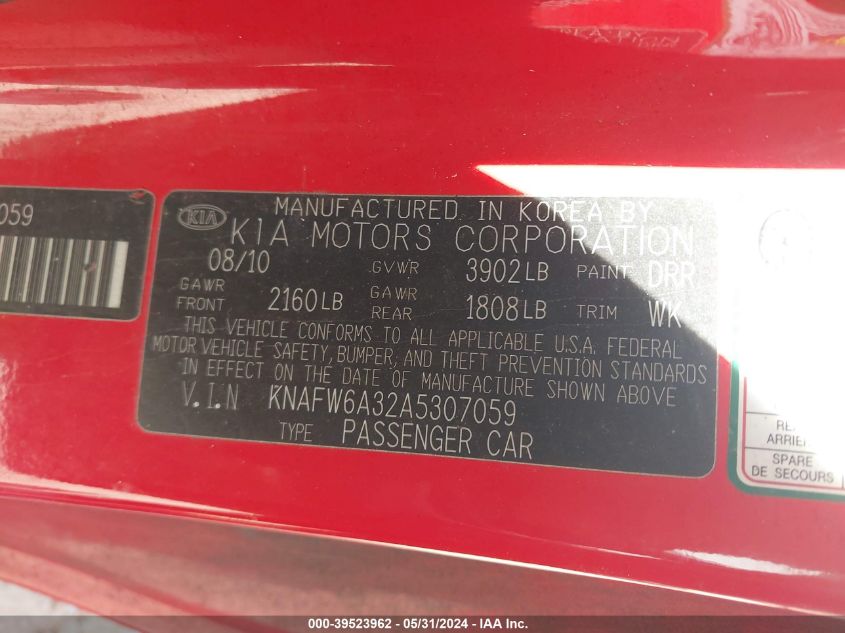 059
KIA
MANUFACTURED IN KOREA BY
KIA MOTORS CORPORATION
08/10 GVWR 3902LB PAINT DRR
GAWR FRONT 2160LB GAWR REAR 1808LB TRIM WK
THIS VEHICLE CONFORMS TO ALL APPLICABLE U.S.A. FEDERAL
MOTOR VEHICLE SAFETY, BUMPER, AND THEFT PREVENTION STANDARDS
IN EFFECT ON THE DATE OF MANUFACTURE SHOWN ABOVE
V.I.N KNAFW6A32A5307059
TYPE PASSENGER CAR
ARRIE
SPARE
DE SECOURS
000-39523962 - 05/31/2024 - IAA Inc.